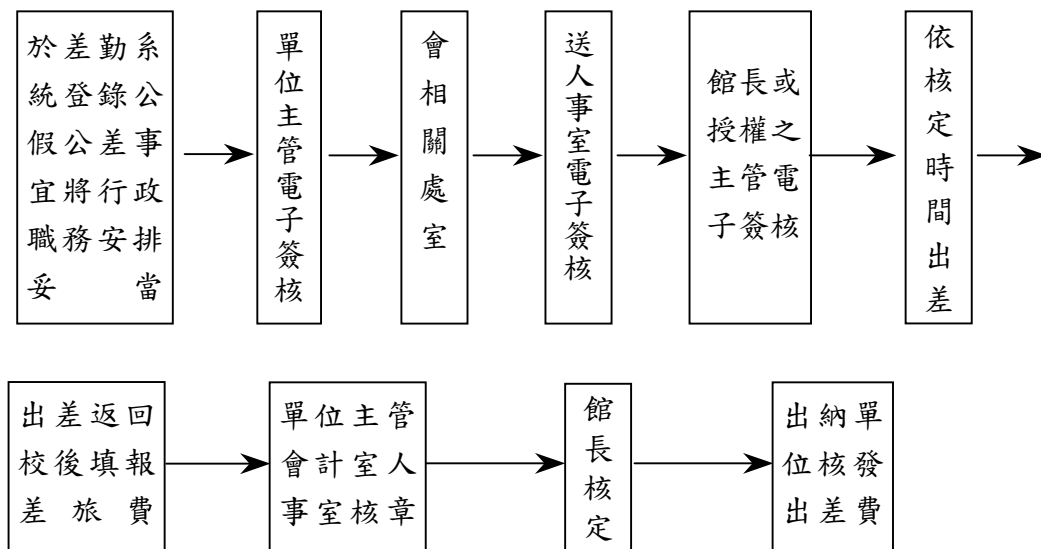 於差勤系
統登錄公
假公差事
宜將行政
職務安排
妥當
單位主管電子簽核
會相關處室
送人事室電子簽核
館長或
授權之
主管電
子簽核
依核定時間出差
出差返回
校後填報
差旅費
單位主管
會計室人
事室核章
館長核定
出納單
位核發
出差費